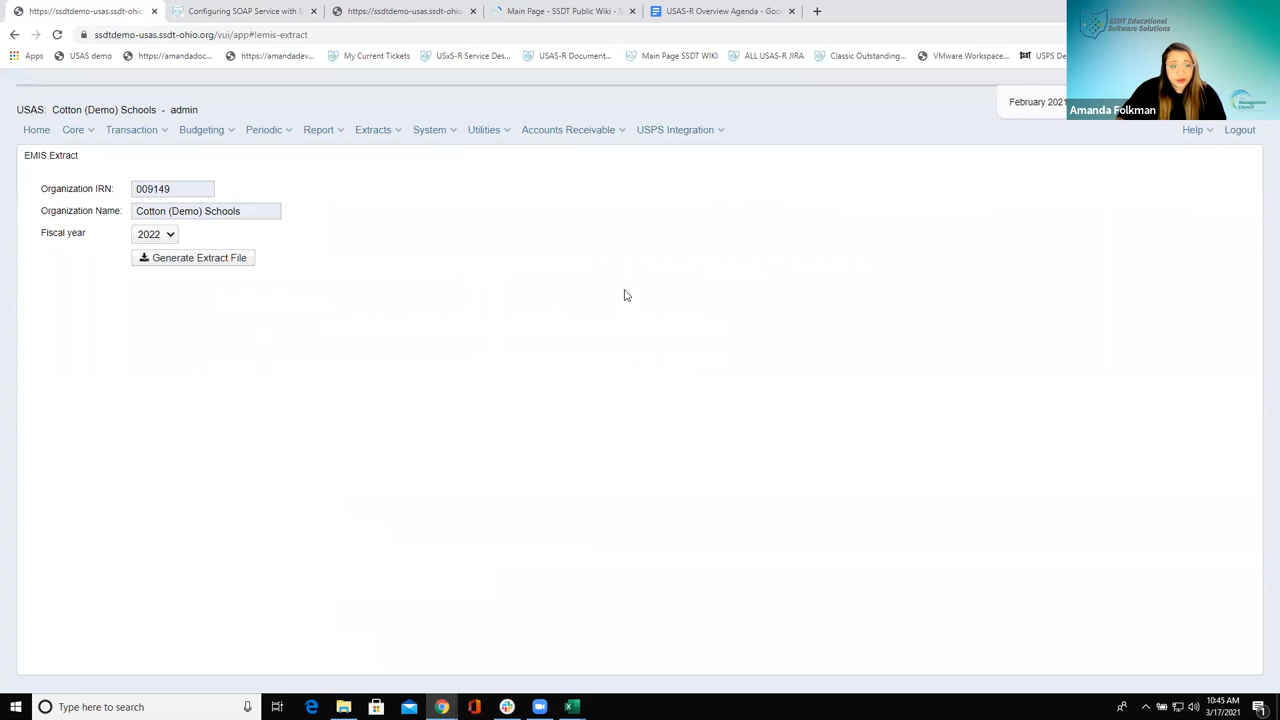 https://ssdtdemo-usas.ssdt-ohio
Configuring SOAP Service with L
https://ssdtdemo-usas.ssdt-ohio
Main Page - SSDT Public Wiki - S
USAS-R Overview Agenda - Goo
ssdtdemo-usas.ssdt-ohio.org/vui/app#!emis-extract
Apps
USAS demo
https://amandadoc...
https://amandadev...
My Current Tickets
USxS-R Service Des...
USAS-R Document...
Main Page SSDT WIKI
ALL USAS-R JIRA
Classic Outstanding...
VMware Workspace...
USPS De
SSDT Educational
Software Solutions
Management
Council
Amanda Folkman
USAS: Cotton (Demo) Schools - admin
February 2021
Home Core Transaction Budgeting Periodic Report Extracts System Utilities Accounts Receivable USPS Integration Help Logout
EMIS Extract
Organization IRN: 009149
Organization Name: Cotton (Demo) Schools
Fiscal year 2022
Generate Extract File
Type here to search
10:45 AM
3/17/2021
1